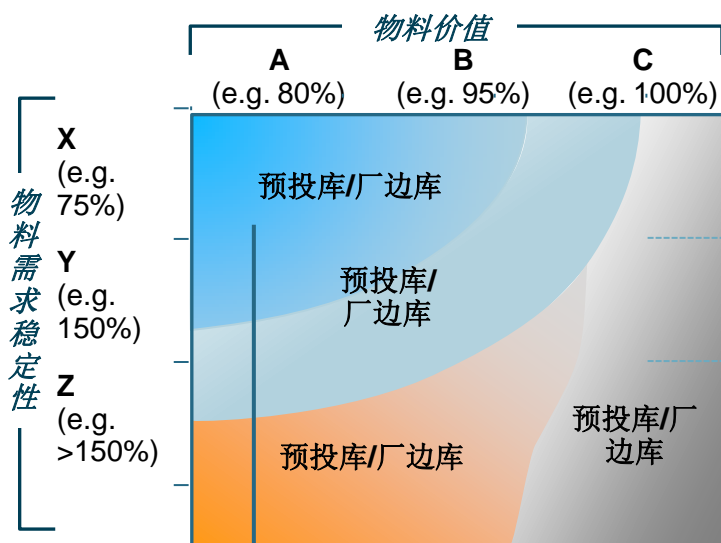 物料价值
A
(e.g. 80%)
B
(e.g. 95%)
C
(e.g. 100%)
物料需求稳定性
X
(e.g.
75%)
Y
(e.g.
150%)
Z
(e.g.
>150%)
预投库/厂边库
预投库/
厂边库
预投库/厂边库
预投库/厂
边库